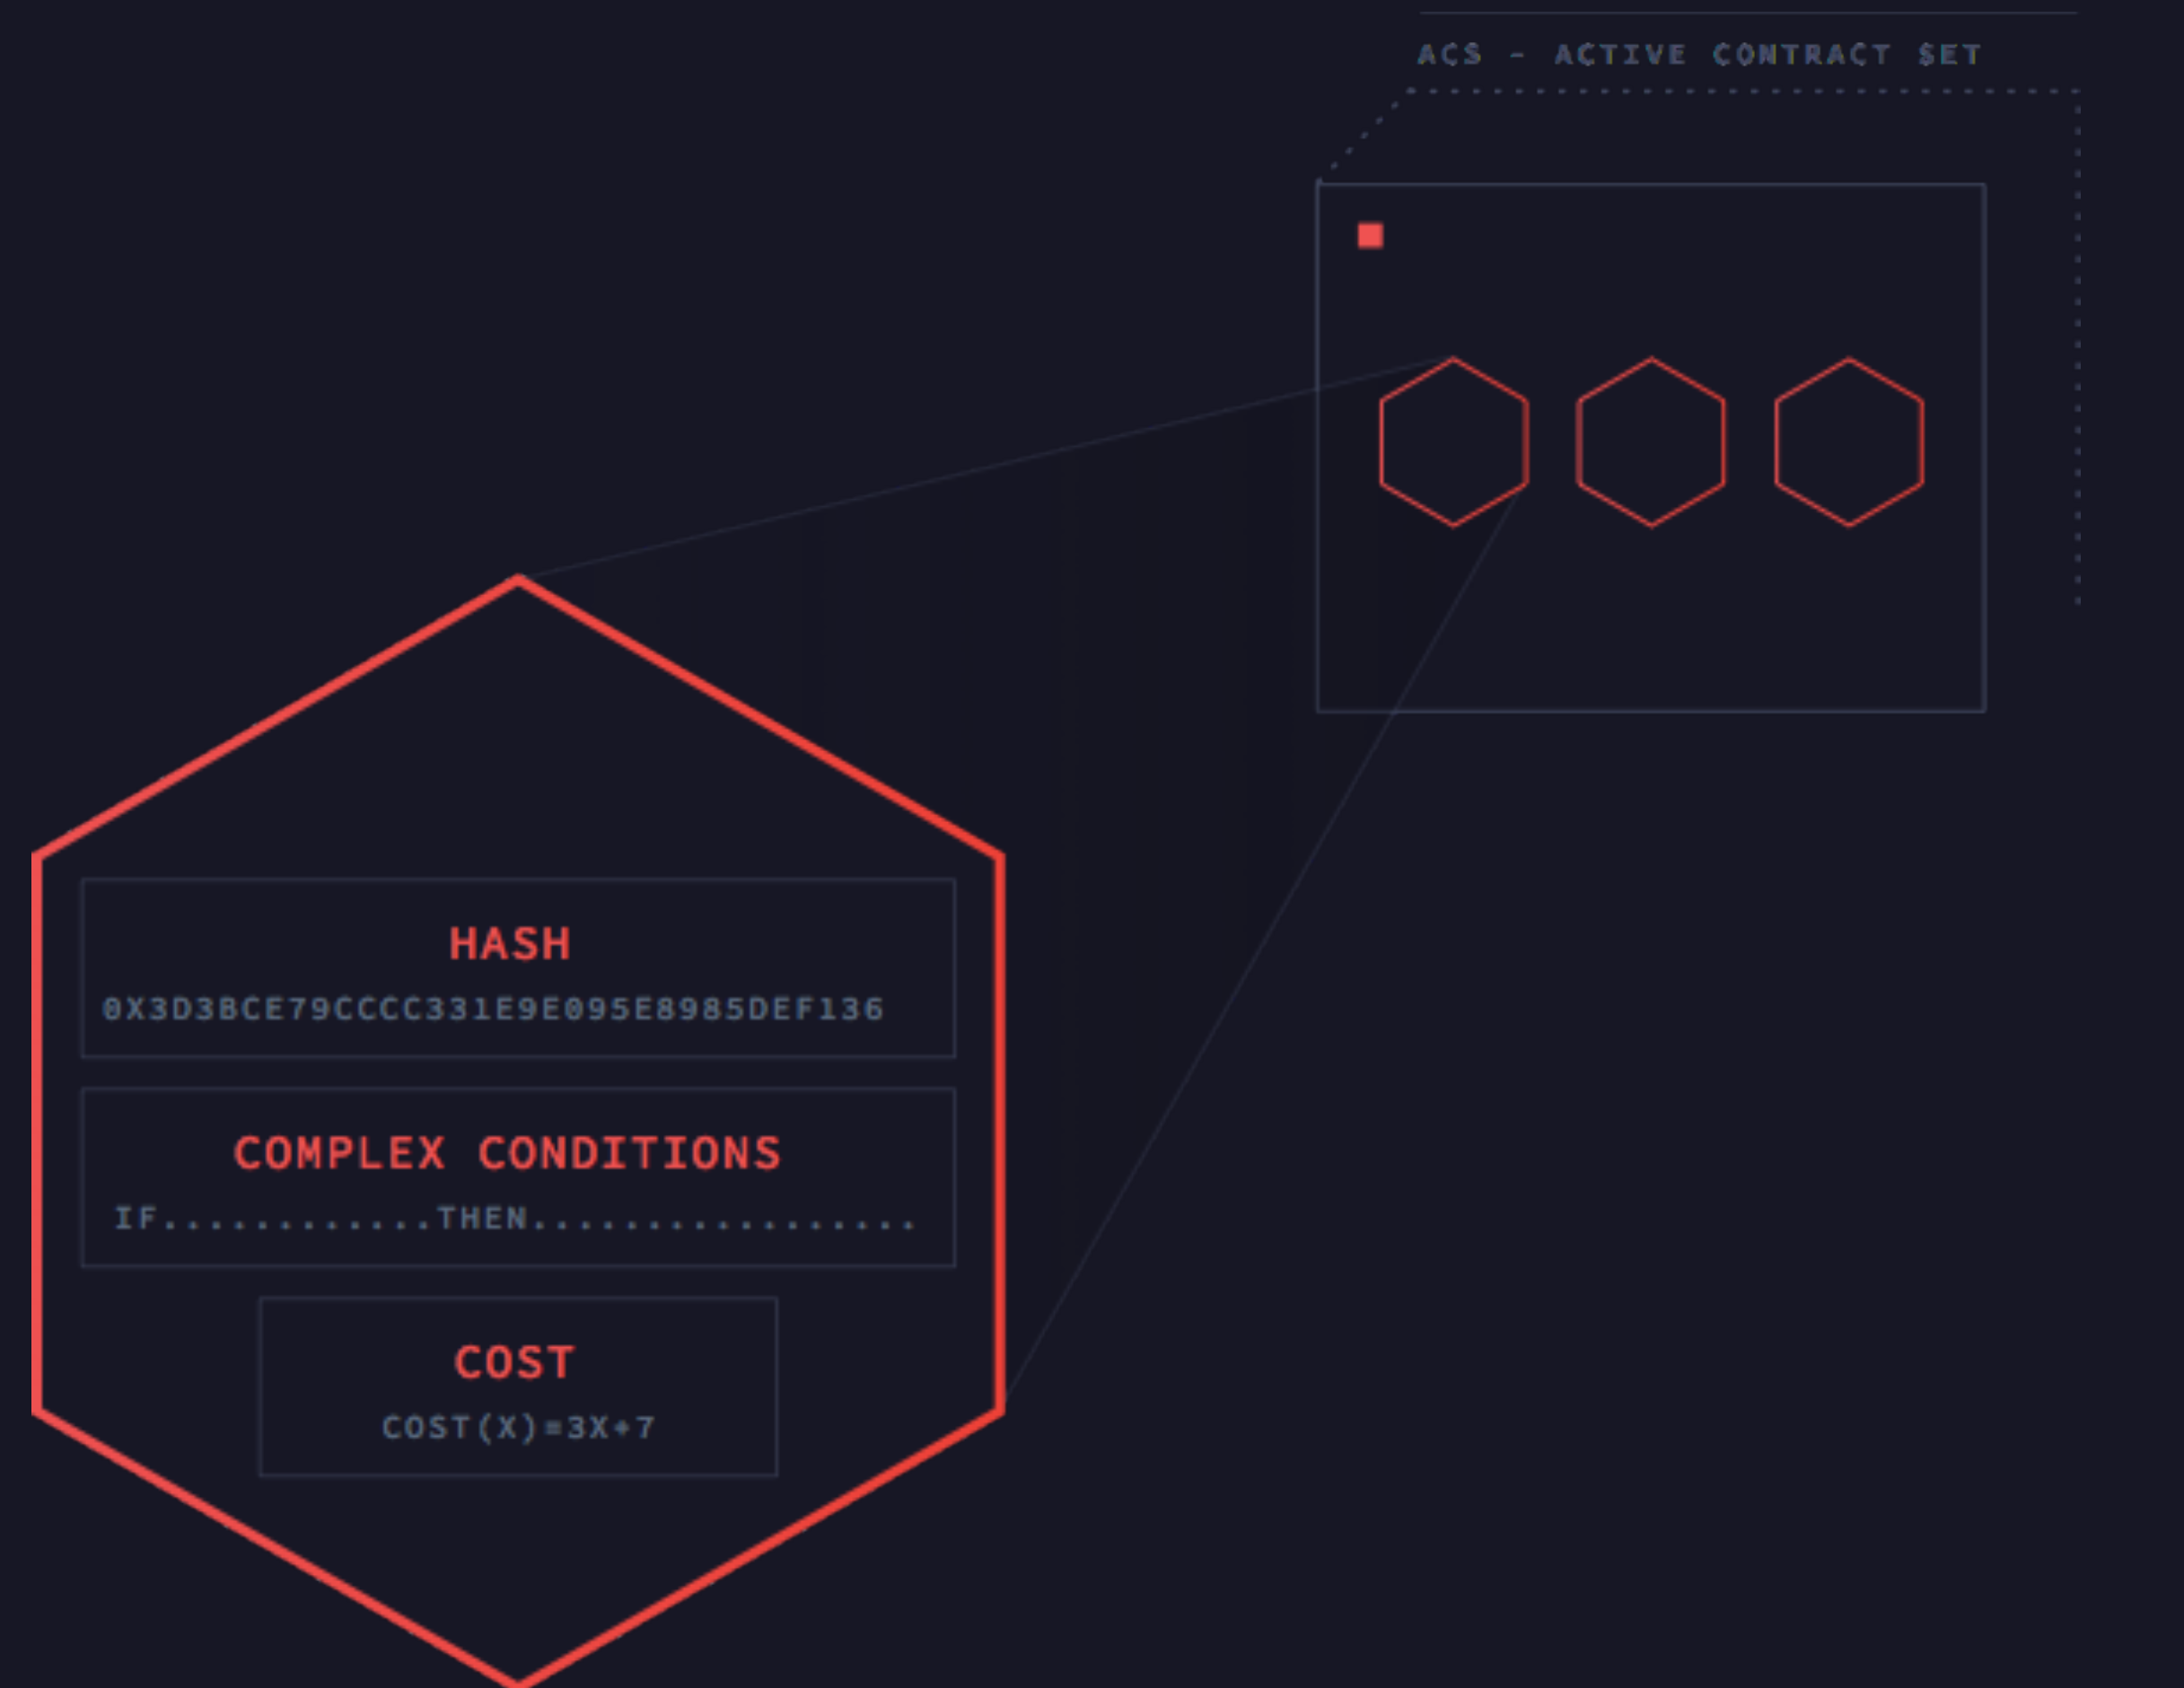 ACS - ACTIVE CONTRACT SET
HASH
0X3D3BCE79CCCC331E9E095E8985DEF136
COMPLEX CONDITIONS
IF............THEN.................
COST
COST(X)=3X+7